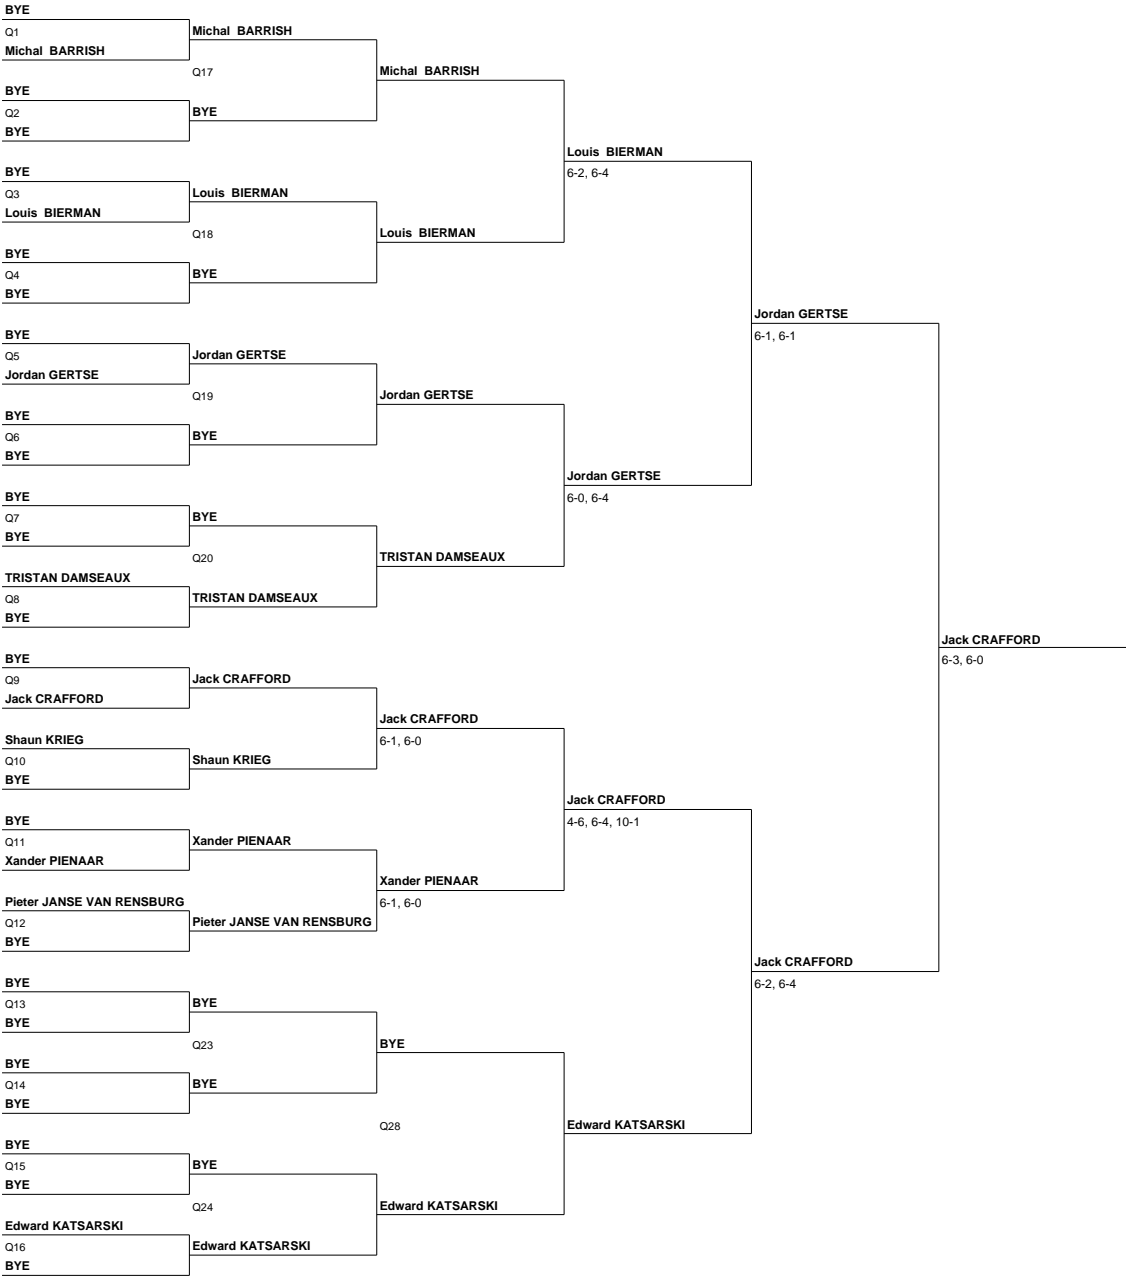 BYE
Q1
Michal  BARRISH
BYE
Q2
BYE
BYE
Q3
Louis  BIERMAN
BYE
Q4
BYE
BYE
Q5
Jordan GERTSE
BYE
Q6
BYE
BYE
Q7
BYE
TRISTAN DAMSEAUX
Q8
BYE
BYE
Q9
Jack CRAFFORD
Shaun KRIEG
Q10
BYE
BYE
Q11
Xander PIENAAR
Pieter JANSE VAN RENSBURG
Q12
BYE
BYE
Q13
BYE
BYE
Q14
BYE
BYE
Q15
BYE
Edward KATSARSKI
Q16
BYE
Michal  BARRISH
Q17
BYE
Louis  BIERMAN
Q18
BYE
Jordan GERTSE
Q19
BYE
BYE
Q20
TRISTAN DAMSEAUX
Jack CRAFFORD
Shaun KRIEG
Xander PIENAAR
Pieter JANSE VAN RENSBURG
BYE
Q23
BYE
BYE
Q24
Edward KATSARSKI
Michal  BARRISH
Louis  BIERMAN
Jordan GERTSE
TRISTAN DAMSEAUX
Jack CRAFFORD
6-1, 6-0
Xander PIENAAR
6-1, 6-0
BYE
Q28
Edward KATSARSKI
Louis  BIERMAN
6-2, 6-4
Jordan GERTSE
6-0, 6-4
Jack CRAFFORD
4-6, 6-4, 10-1
Edward KATSARSKI
Jordan GERTSE
6-1, 6-1
Jack CRAFFORD
6-2, 6-4
Jack CRAFFORD
6-3, 6-0